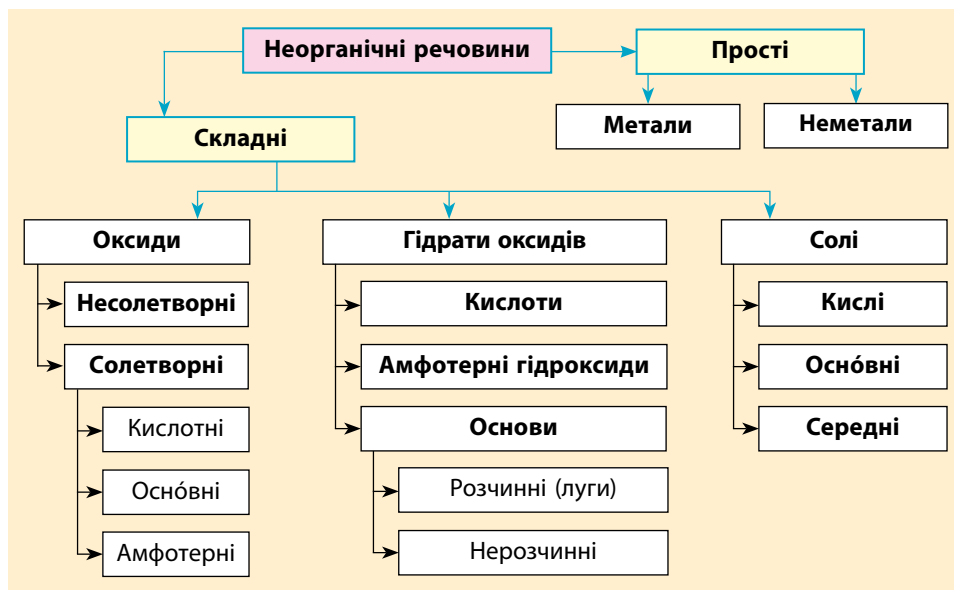 Неорганічні речовини
Прості
Метали
Неметали
Складні
Оксиди
Несолетворні
Солетворні
Кислотні
Осно́вні
Амфотерні
Гідрати оксидів
Кислоти
Амфотерні гідроксиди
Основи
Розчинні (луги)
Нерозчинні
Солі
Кислі
Осно́вні
Середні